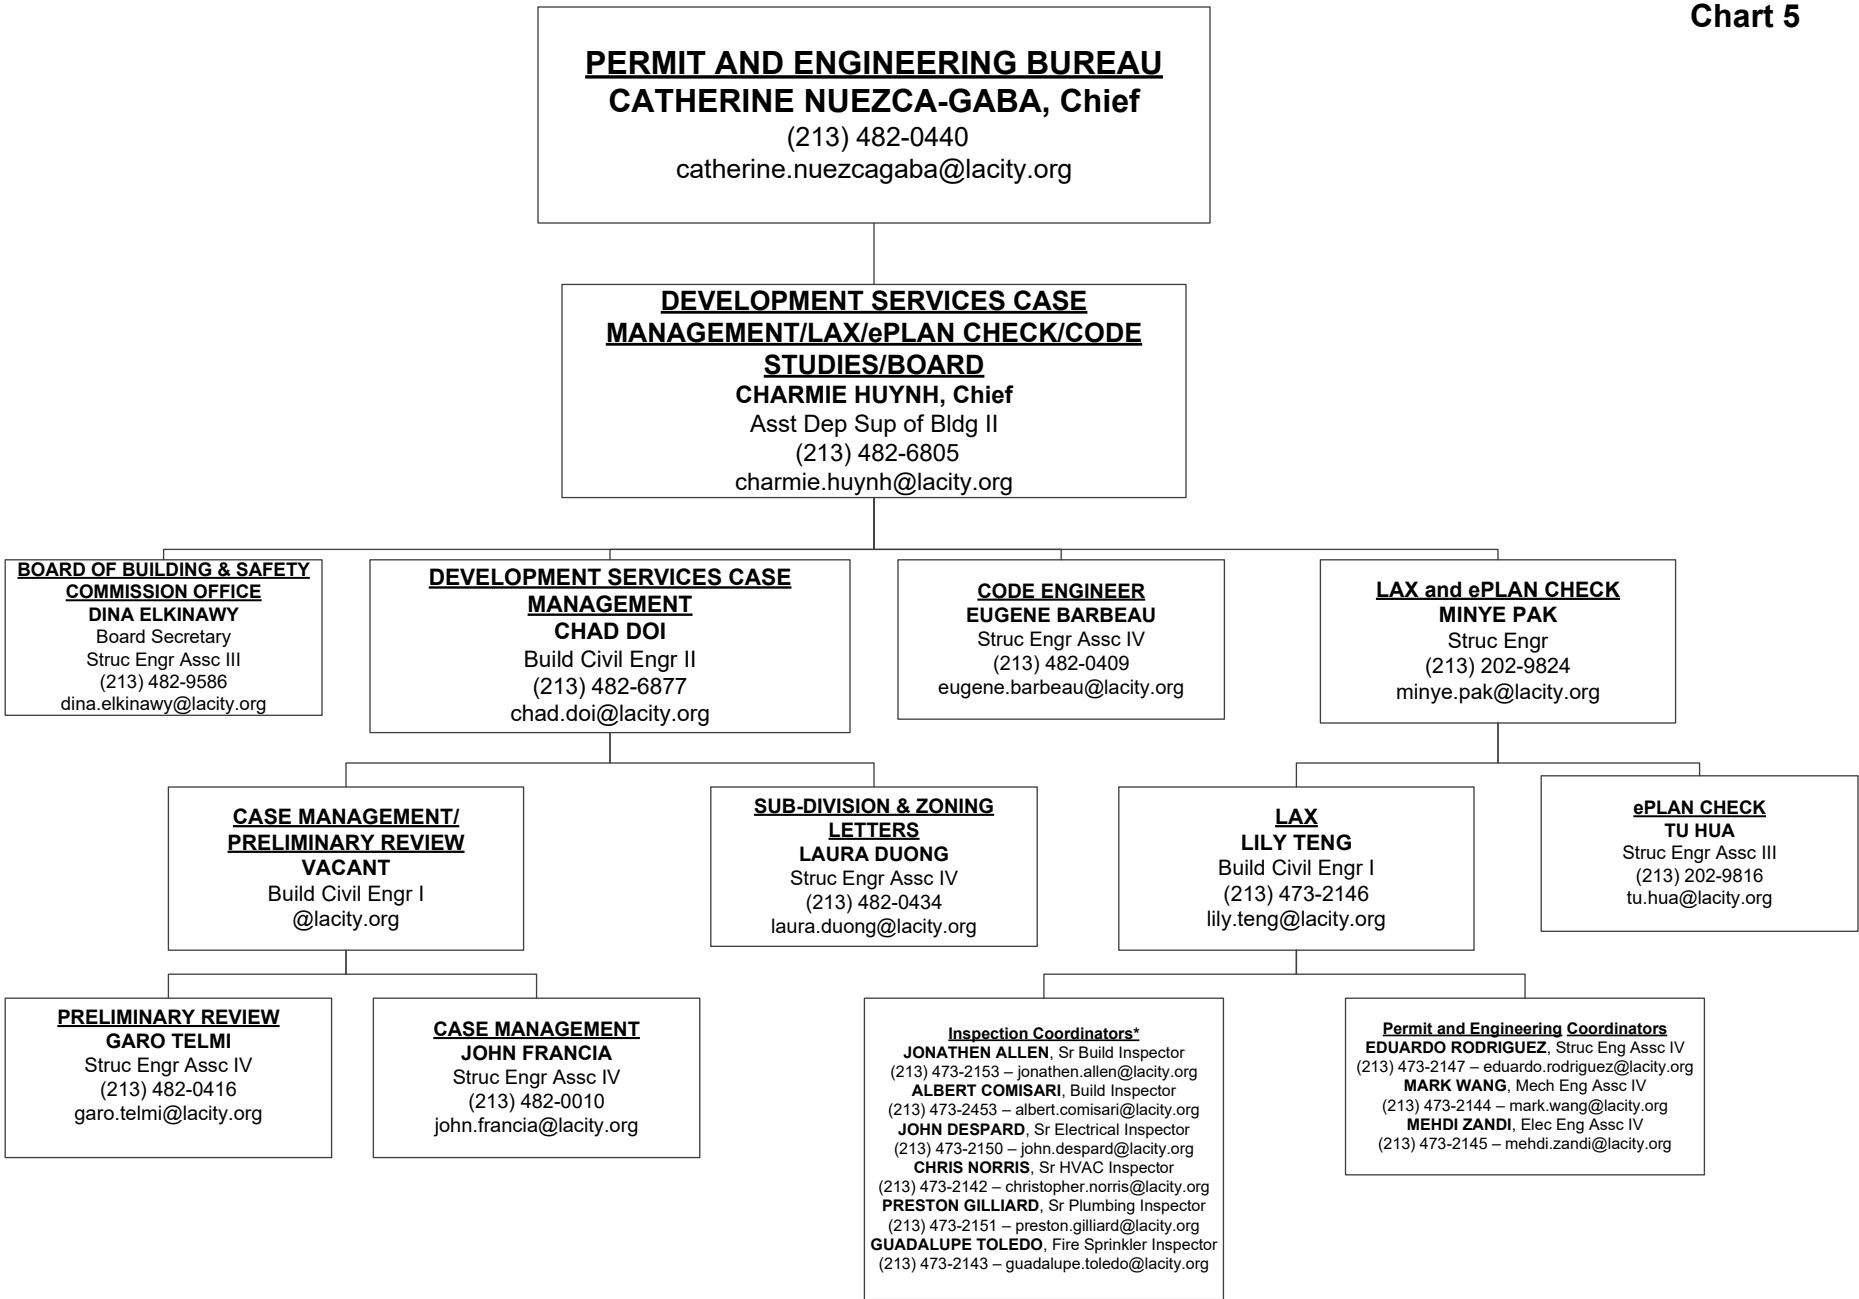 Chart 5
PERMIT AND ENGINEERING BUREAU
CATHERINE NUEZCA-GABA, Chief
(213) 482-0440
catherine.nuezcagaba@lacity.org
DEVELOPMENT SERVICES CASE
MANAGEMENT/LAX/ePLAN CHECK/CODE
STUDIES/BOARD
CHARMIE HUYNH, Chief
Asst Dep Sup of Bldg II
(213) 482-6805
charmie.huynh@lacity.org
BOARD OF BUILDING & SAFETY
COMMISSION OFFICE
DINA ELKINAWY
Board Secretary
Struc Engr Assc III
(213) 482-9586
dina.elkinawy@lacity.org
DEVELOPMENT SERVICES CASE
MANAGEMENT
CHAD DOI
Build Civil Engr II
(213) 482-6877
chad.doi@lacity.org
CODE ENGINEER
EUGENE BARBEAU
Struc Engr Assc IV
(213) 482-0409
eugene.barbeau@lacity.org
LAX and ePLAN CHECK
MINYE PAK
Struc Engr
(213) 202-9824
minye.pak@lacity.org
CASE MANAGEMENT/
PRELIMINARY REVIEW
VACANT
Build Civil Engr I
@lacity.org
SUB-DIVISION & ZONING
LETTERS
LAURA DUONG
Struc Engr Assc IV
(213) 482-0434
laura.duong@lacity.org
LAX
LILY TENG
Build Civil Engr I
(213) 473-2146
lily.teng@lacity.org
ePLAN CHECK
TU HUA
Struc Engr Assc III
(213) 202-9816
tu.hua@lacity.org
PRELIMINARY REVIEW
GARO TELMI
Struc Engr Assc IV
(213) 482-0416
garo.telmi@lacity.org
CASE MANAGEMENT
JOHN FRANCIA
Struc Engr Assc IV
(213) 482-0010
john.francia@lacity.org
Inspection Coordinators*
JONATHEN ALLEN, Sr Build Inspector
(213) 473-2153 – jonathen.allen@lacity.org
ALBERT COMISARI, Build Inspector
(213) 473-2453 – albert.comisari@lacity.org
JOHN DESPARD, Sr Electrical Inspector
(213) 473-2150 – john.despard@lacity.org
CHRIS NORRIS, Sr HVAC Inspector
(213) 473-2142 – christopher.norris@lacity.org
PRESTON GILLIARD, Sr Plumbing Inspector
(213) 473-2151 – preston.gilliard@lacity.org
GUADALUPE TOLEDO, Fire Sprinkler Inspector
(213) 473-2143 – guadalupe.toledo@lacity.org
Permit and Engineering Coordinators
EDUARDO RODRIGUEZ, Struc Eng Assc IV
(213) 473-2147 – eduardo.rodriguez@lacity.org
MARK WANG, Mech Eng Assc IV
(213) 473-2144 – mark.wang@lacity.org
MEHDI ZANDI, Elec Eng Assc IV
(213) 473-2145 – mehdi.zandi@lacity.org